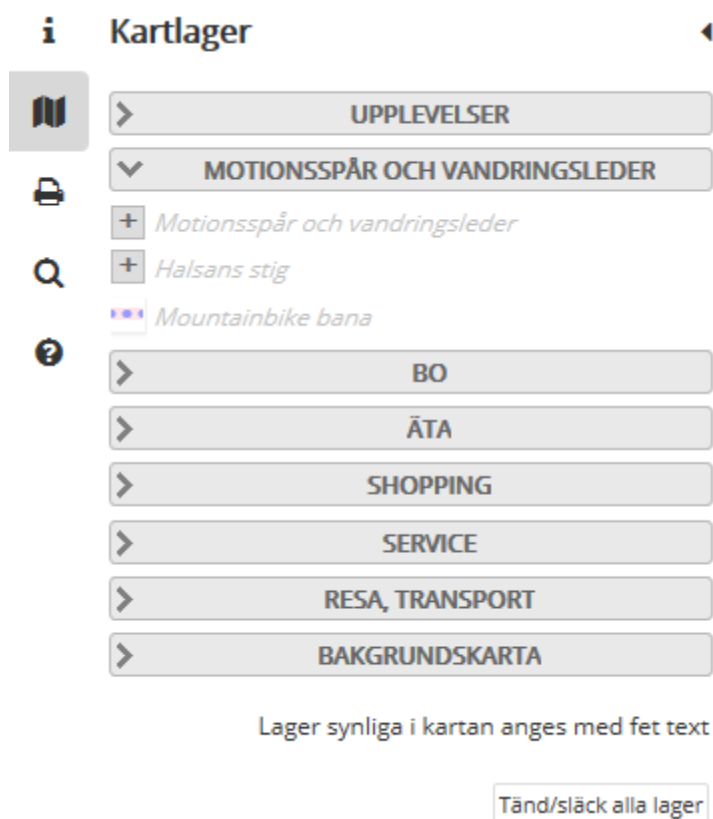 Kartlager
UPPLEVELSER
MOTIONSSPÅR OCH VANDRINGSLEDER
Motionsspår och vandringsleder
Halsans stig
Mountainbike bana
BO
ÄTA
SHOPPING
SERVICE
RESA, TRANSPORT
BAKGRUNDSKARTA
Lager synliga i kartan anges med fet text
Tänd/släck alla lager